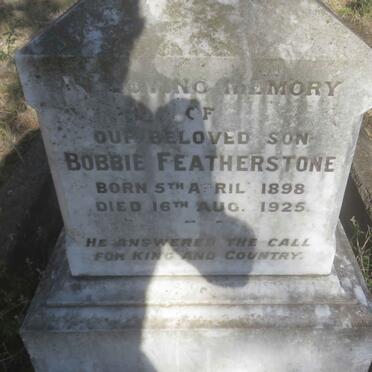 IN LOVING MEMORY
OF
OUR BELOVED SON
BOBBIE FEATHERSTONE
BORN 5TH APRIL 1898
DIED 16TH AUG. 1925.
HE ANSWERED THE CALL
FOR KING AND COUNTRY.